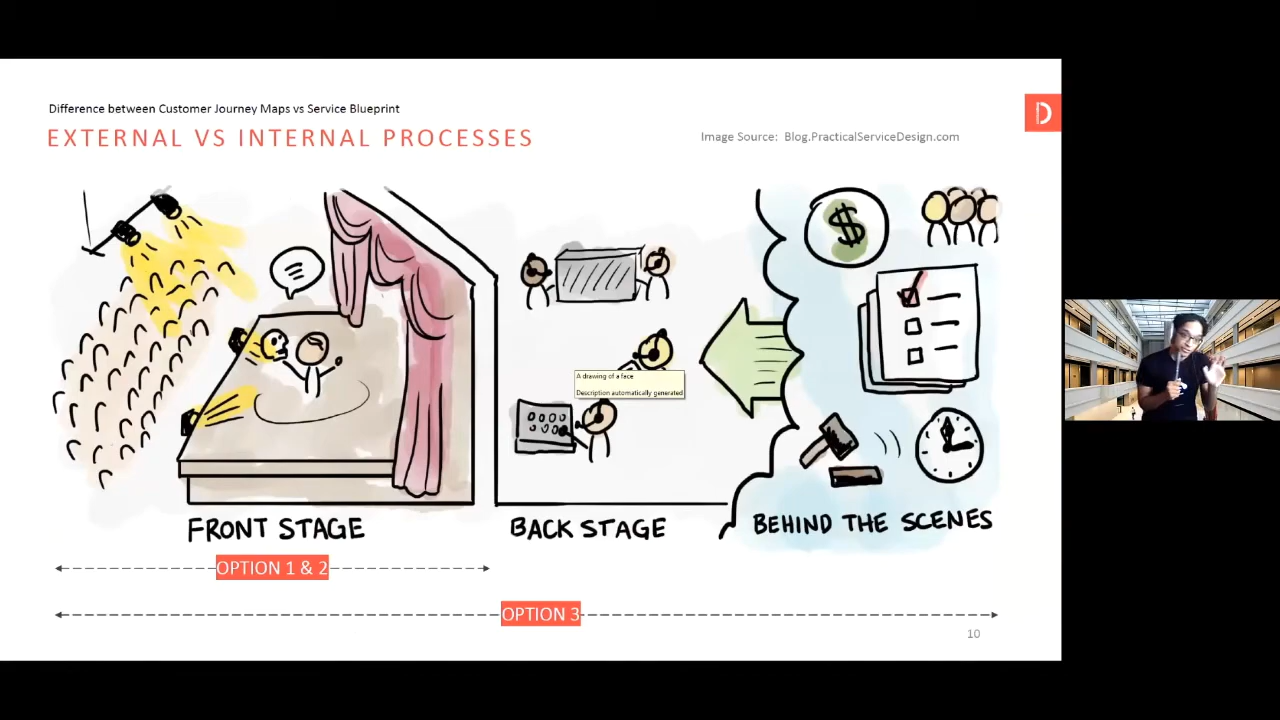 Difference between Customer Journey Maps vs Service Blueprint
EXTERNAL VS INTERNAL PROCESSES
Image Source: Blog.PracticalServiceDesign.com
D
$
A drawing of a face
Description automatically generated
FRONT STAGE
BACK STAGE
BEHIND THE SCENES
OPTION 1 & 2
OPTION 3
10